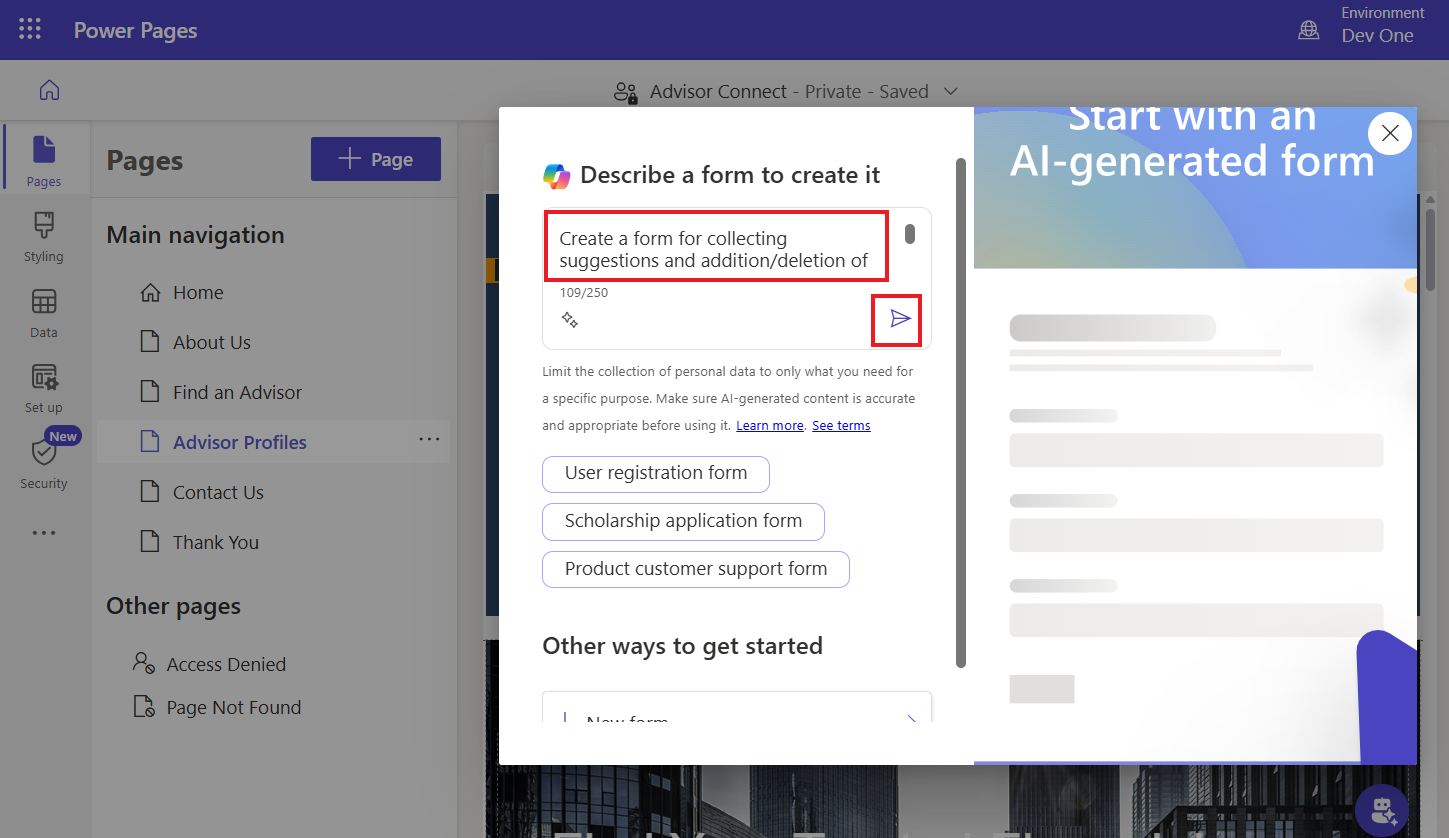 Power Pages
Environment
Dev One
Advisor Connect - Private - Saved
Pages
Styling
Data
Set up
New
Security
Pages
Page
Main navigation
Home
About Us
Find an Advisor
Advisor Profiles
Contact Us
Thank You
Other pages
Access Denied
Page Not Found
Describe a form to create it
Create a form for collecting
suggestions and addition/deletion of
109/250
Limit the collection of personal data to only what you need for
a specific purpose. Make sure AI-generated content is accurate
and appropriate before using it. Learn more. See terms
User registration form
Scholarship application form
Product customer support form
Other ways to get started
New form
Start with an
AI-generated form